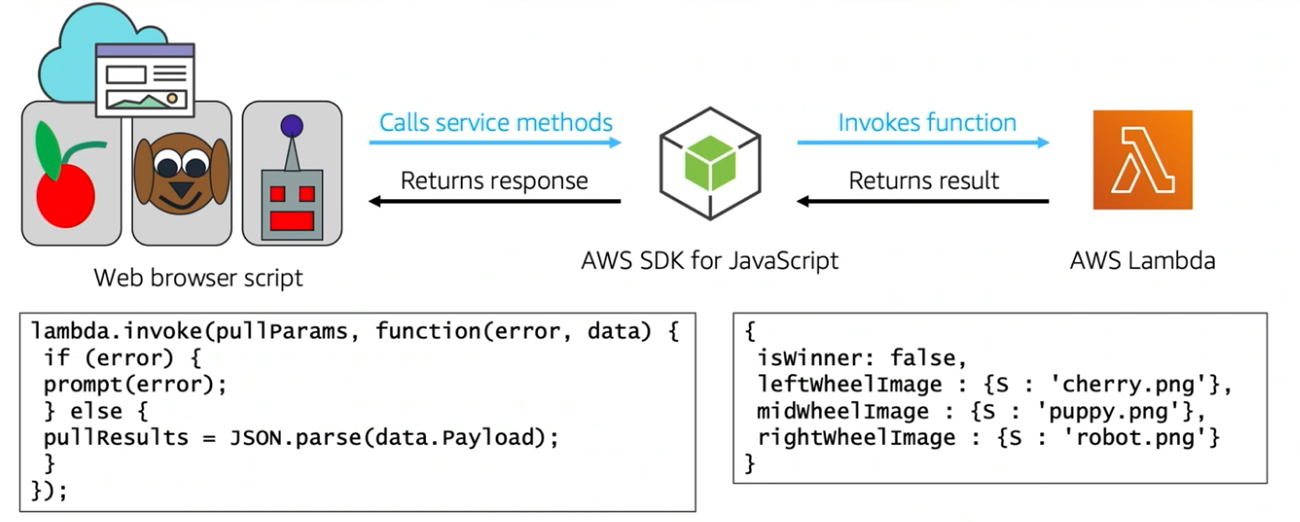 Calls service methods
Invokes function
Returns response
Returns result
Web browser script
AWS SDK for JavaScript
AWS Lambda
lambda.invoke(pullParams, function(error, data) {
if (error) {
prompt(error);
} else {
pullResults = JSON.parse(data.Payload);
}
});
{
isWinner: false,
leftWheelImage : {S : 'cherry.png'},
midWheelImage : {S : 'puppy.png'},
rightWheelImage : {S : 'robot.png'}
}